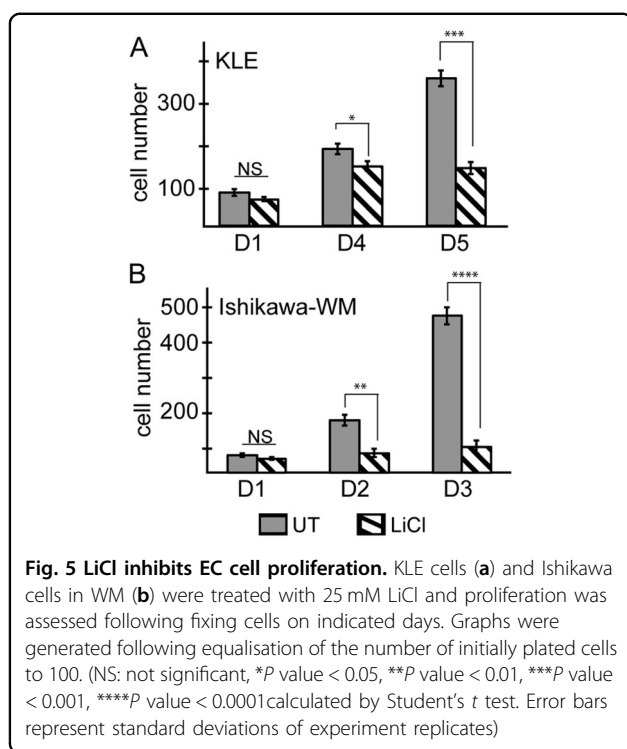 A
KLE
cell number
300
100
NS
*
***
D1 D4 D5
B
Ishikawa-WM
cell number
500
400
200
NS
**
****
D1 D2 D3
UT LiCl
Fig. 5 LiCl inhibits EC cell proliferation. KLE cells (a) and Ishikawa
cells in WM (b) were treated with 25 mM LiCl and proliferation was
assessed following fixing cells on indicated days. Graphs were
generated following equalisation of the number of initially plated cells
to 100. (NS: not significant, *P value < 0.05, **P value < 0.01, ***P value
< 0.001, ****P value < 0.0001calculated by Student’s t test. Error bars
represent standard deviations of experiment replicates)